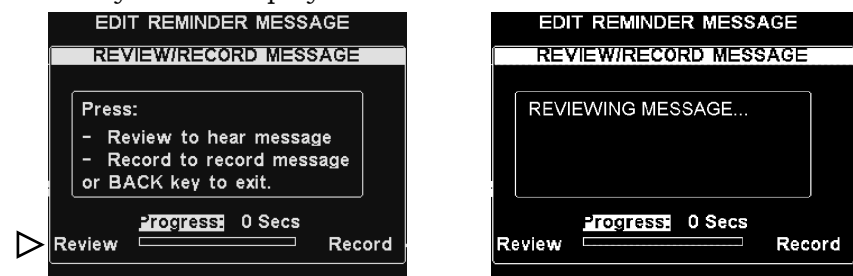 EDIT REMINDER MESSAGE
REVIEW/RECORD MESSAGE
Press:
- Review to hear message
- Record to record message
or BACK key to exit.
Progress: 0 Secs
Review Record
EDIT REMINDER MESSAGE
REVIEW/RECORD MESSAGE
REVIEWING MESSAGE...
Progress: 0 Secs
Review Record